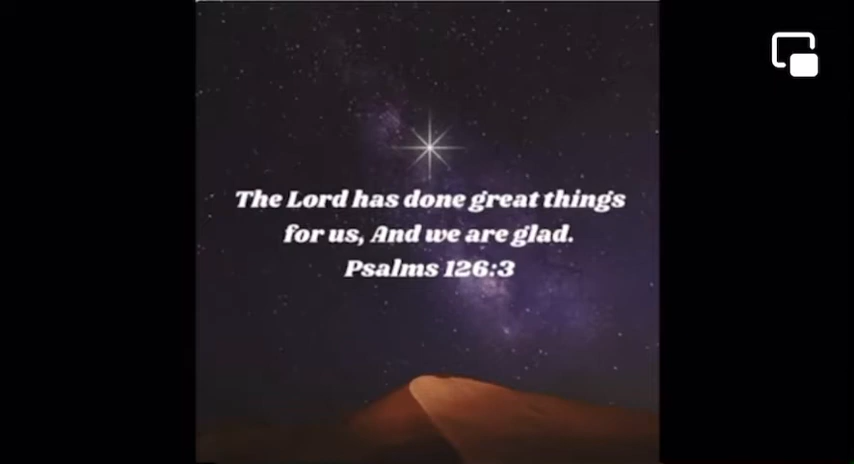 The Lord has done great things
for us, And we are glad.
Psalms 126:3